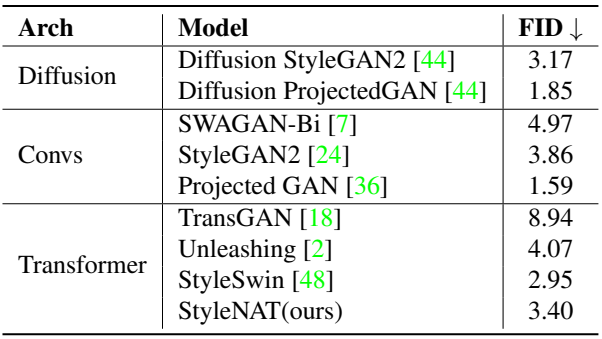 Arch Model FID ↓
Diffusion Diffusion StyleGAN2 [44] 3.17
Diffusion ProjectedGAN [44] 1.85
SWAGAN-Bi [7] 4.97
Convs StyleGAN2 [24] 3.86
Projected GAN [36] 1.59
TransGAN [18] 8.94
Transformer Unleashing [2] 4.07
StyleSwin [48] 2.95
StyleNAT(ours) 3.40